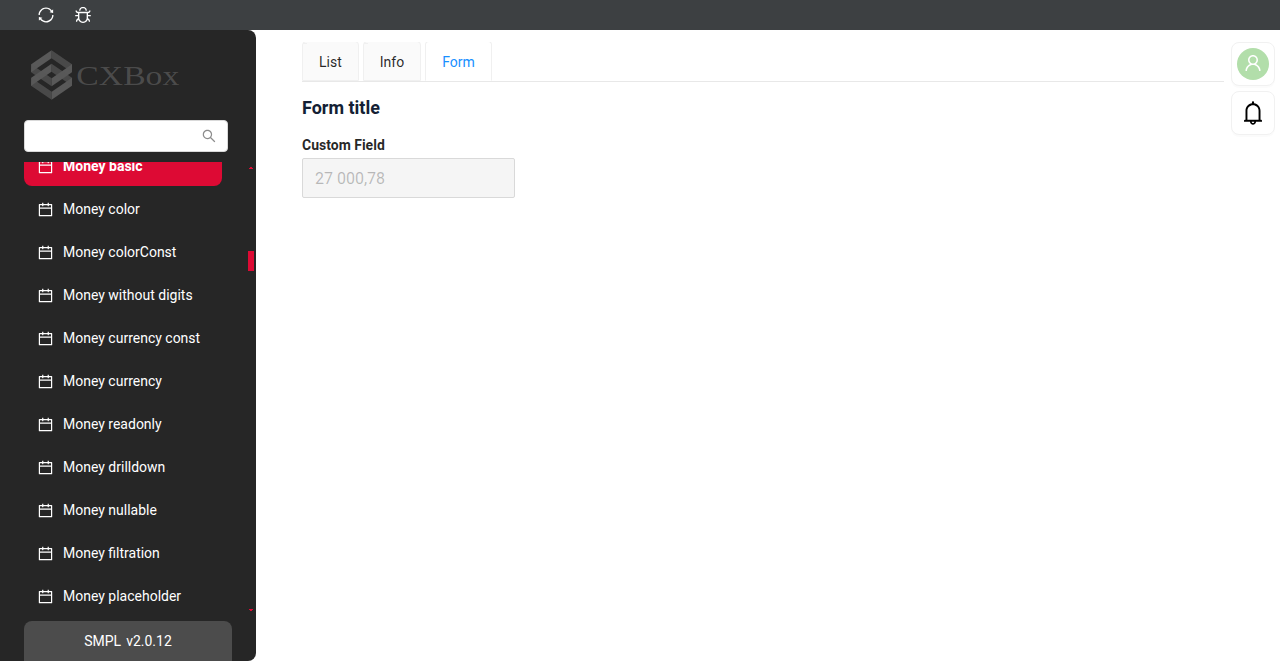 CXBox
Money basic
Money color
Money colorConst
Money without digits
Money currency const
Money currency
Money readonly
Money drilldown
Money nullable
Money filtration
Money placeholder
SMPL v2.0.12
List
Info
Form
Form title
Custom Field
27 000,78